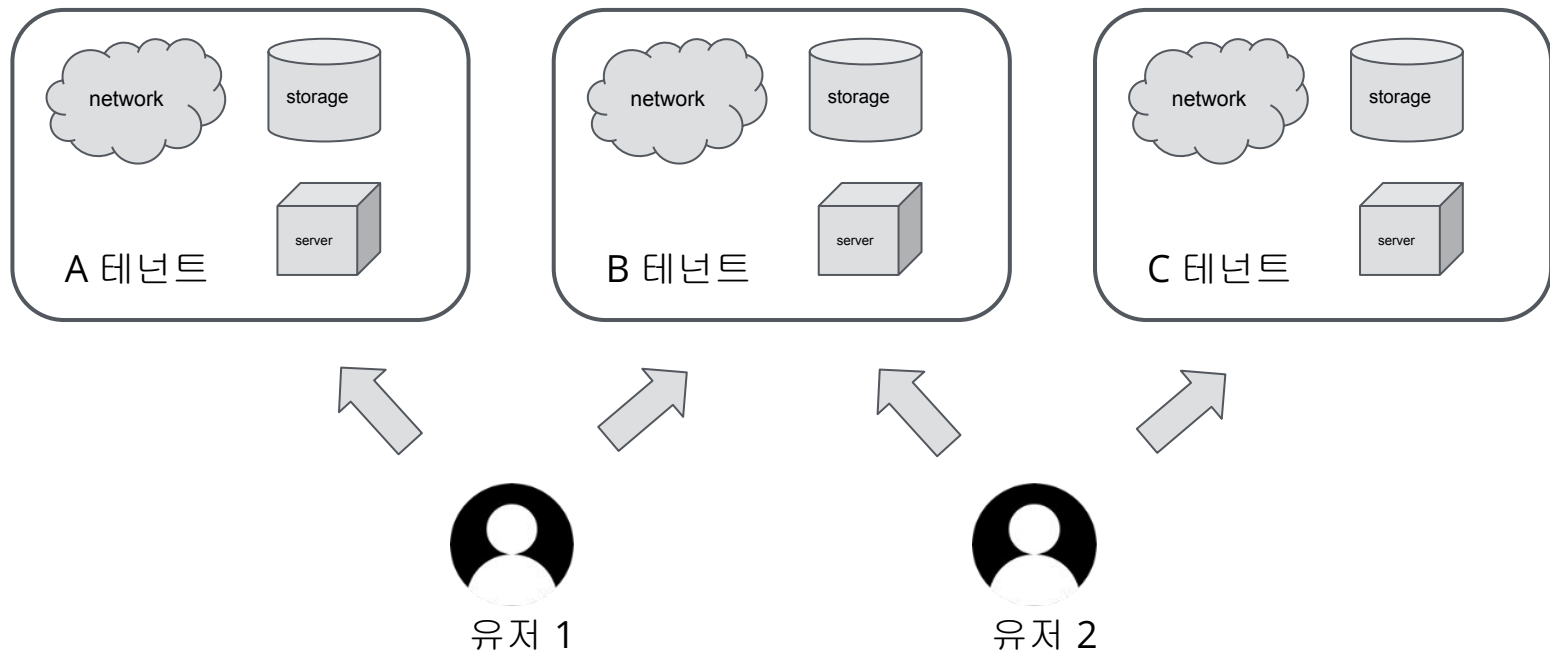 network
storage
server
A 테넌트
network
storage
server
B 테넌트
network
storage
server
C 테넌트
유저 1
유저 2